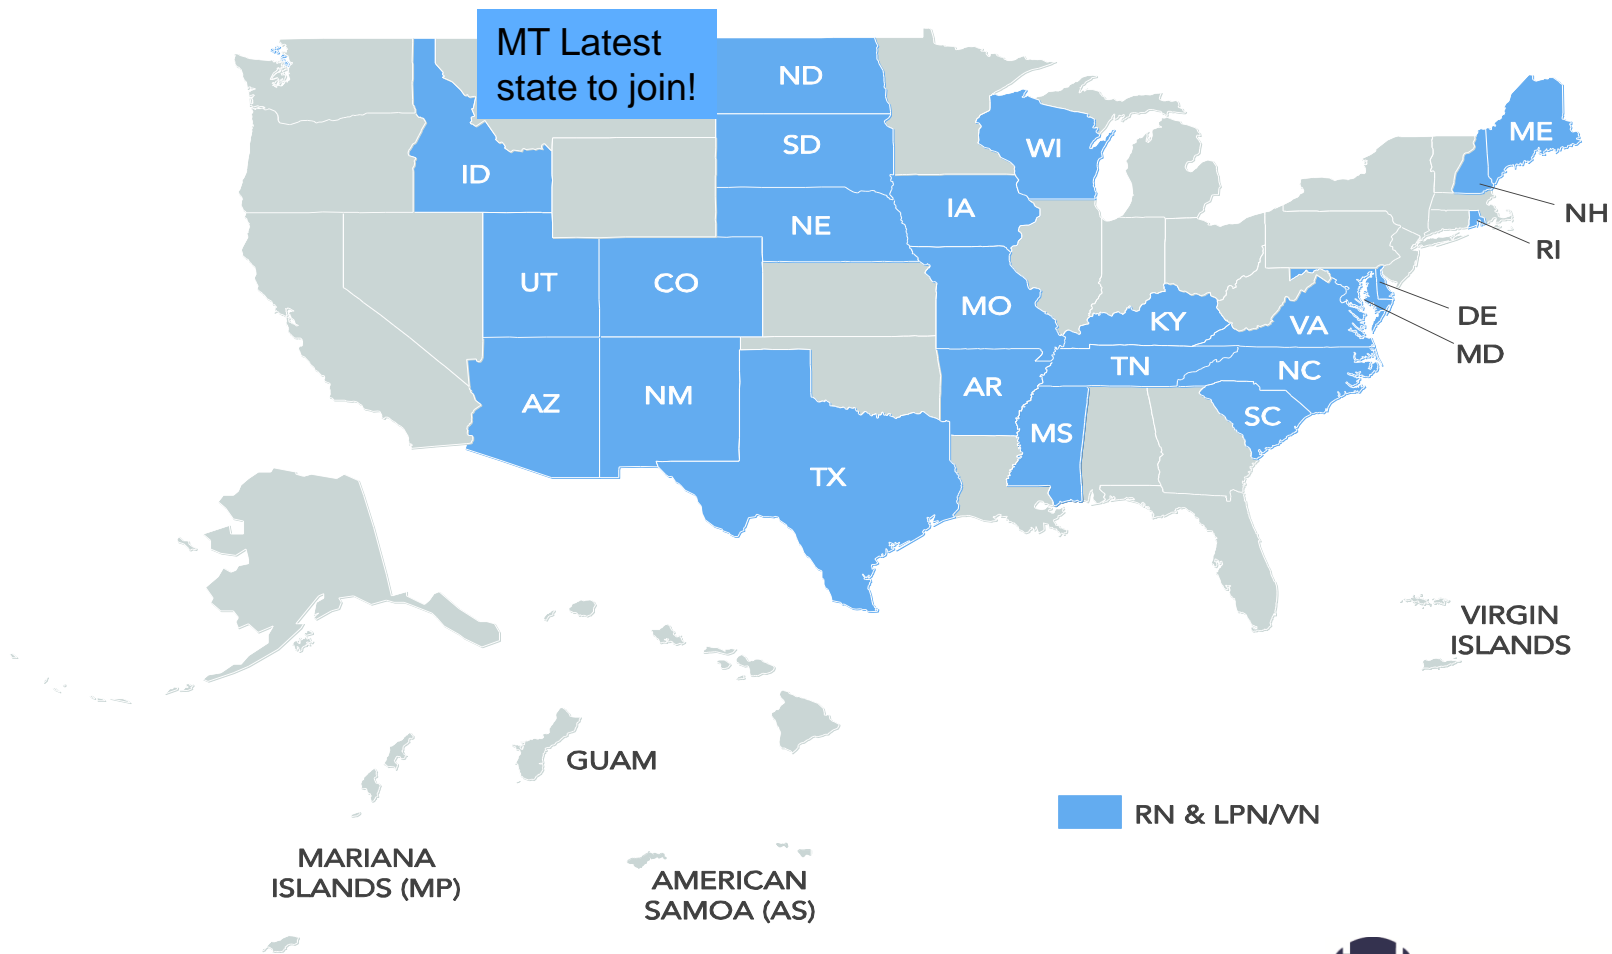 MT Latest
state to join!
ND
ME
SD
WI
ID
IA
NH
NE
RI
UT
CO
MO
DE
KY
VA
MD
TN
NC
AR
NM
AZ
SC
MS
TX
VIRGIN
ISLANDS
GUAM
RN & LPN/VN
MARIANA
ISLANDS (MP)
AMERICAN
SAMOA (AS)